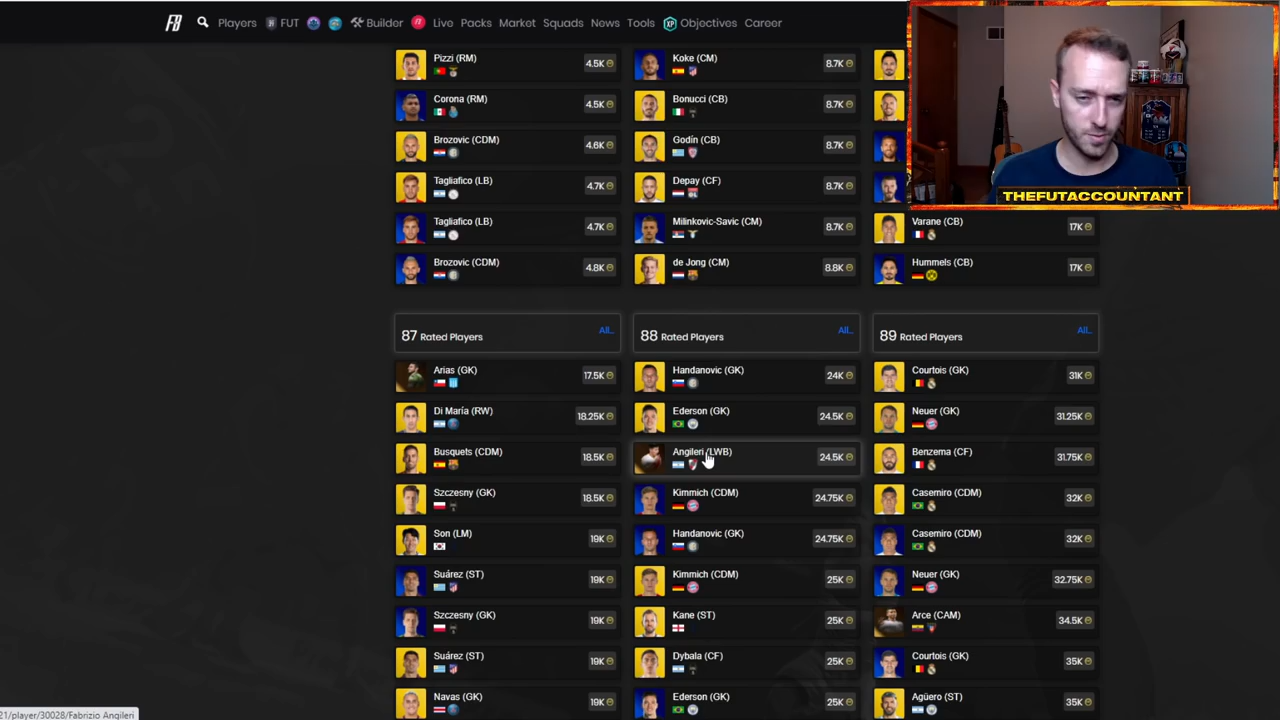 FB Players FUT Builder Live Packs Market Squads News Tools XP Objectives Career
Pizzi (RM) 4.5K
Corona (RM) 4.5K
Brozovic (CDM) 4.6K
Tagliafico (LB) 4.7K
Tagliafico (LB) 4.7K
Brozovic (CDM) 4.8K
Koke (CM) 8.7K
Bonucci (CB) 8.7K
Godín (CB) 8.7K
Depay (CF) 8.7K
Milinkovic-Savic (CM) 8.7K
de Jong (CM) 8.8K
Varane (CB) 17K
Hummels (CB) 17K
THEFUTACCOUNTANT
87 Rated Players All..
Arias (GK) 17.5K
Di María (RW) 18.25K
Busquets (CDM) 18.5K
Szczesny (GK) 18.5K
Son (LM) 19K
Suárez (ST) 19K
Szczesny (GK) 19K
Suárez (ST) 19K
Navas (GK) 19K
88 Rated Players All..
Handanovic (GK) 24K
Ederson (GK) 24.5K
Angileri (LWB) 24.5K
Kimmich (CDM) 24.75K
Handanovic (GK) 24.75K
Kimmich (CDM) 25K
Kane (ST) 25K
Dybala (CF) 25K
Ederson (GK) 25K
89 Rated Players All..
Courtois (GK) 31K
Neuer (GK) 31.25K
Benzema (CF) 31.75K
Casemiro (CDM) 32K
Casemiro (CDM) 32K
Neuer (GK) 32.75K
Arce (CAM) 34.5K
Courtois (GK) 35K
Agüero (ST) 35K
21/player/30028/Fabrizio Angileri